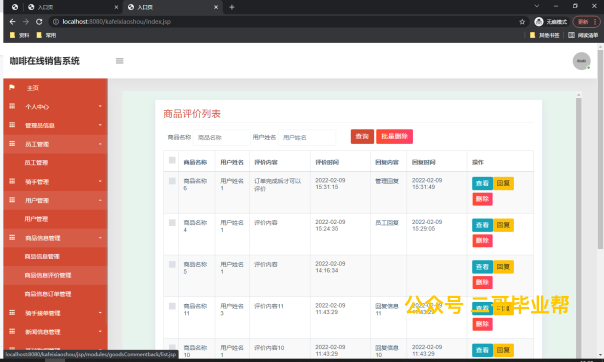 入口页
入口页
localhost:8080/kafeixiaoshou/index.jsp
无痕模式
更新
资料
常用
其他书签
阅读清单
咖啡在线销售系统
主页
个人中心
管理员信息
员工管理
员工管理
骑手管理
用户管理
用户管理
商品信息管理
商品信息管理
商品信息评价管理
商品信息订单管理
骑手接单管理
新闻信息管理
商品评价列表
商品名称 商品名称 用户姓名 用户姓名 查询 批量删除
商品名称 用户姓名 评价内容 评价时间 回复内容 回复时间 操作
商品名称6 用户姓名1 订单完成后才可以评价 2022-02-09 15:31:15 管理回复 2022-02-09 15:31:49 查看 回复 删除
商品名称4 用户姓名1 评价内容 2022-02-09 15:24:35 员工回复 2022-02-09 15:29:05 查看 回复 删除
商品名称5 用户姓名1 评价内容 2022-02-09 14:16:34 查看 回复 删除
商品名称11 用户姓名3 评价内容11 2022-02-09 11:43:29 回复信息11 2022-02-09 11:43:29 查看 回复 删除
商品名称10 用户姓名 评价内容10 2022-02-09 11:43:29 回复信息10 2022-02-09 11:43:29 查看 回复
公众号 二哥毕业帮
localhost:8080/kafeixiaoshou/jsp/modules/goodsCommentback/list.jsp